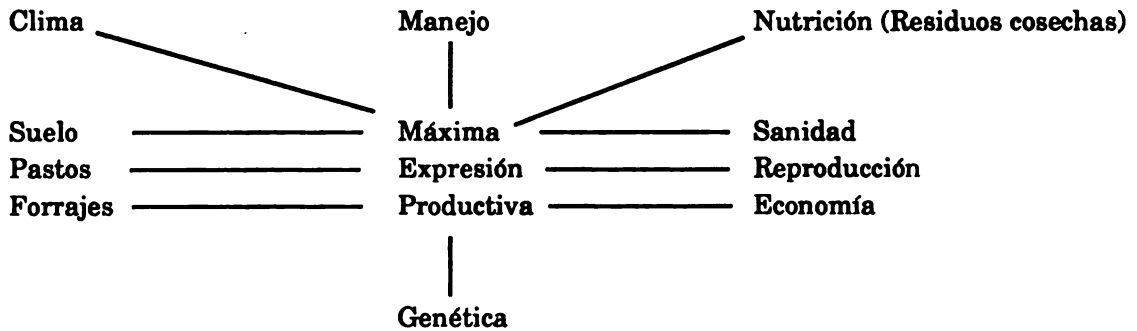 Clima Manejo Nutrición (Residuos cosechas)
Suelo Máxima Sanidad
Pastos Expresión Reproducción
Forrajes Productiva Economía
Genética